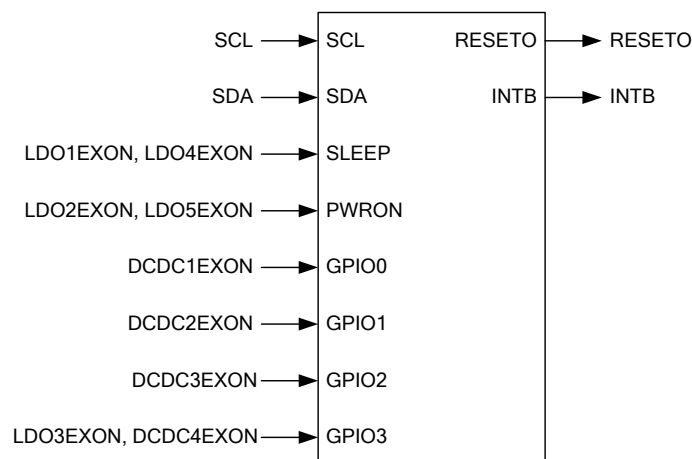 SCL SCL RESETO RESETO
SDA SDA INTB INTB
LDO1EXON, LDO4EXON SLEEP
LDO2EXON, LDO5EXON PWRON
DCDC1EXON GPIO0
DCDC2EXON GPIO1
DCDC3EXON GPIO2
LDO3EXON, DCDC4EXON GPIO3